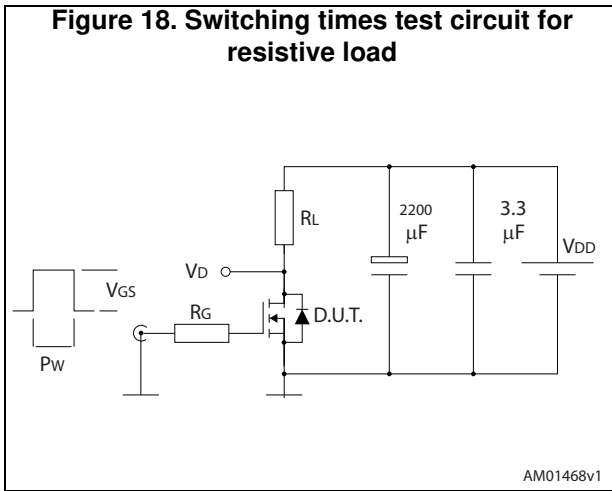 Figure 18. Switching times test circuit for
resistive load
RL
2200
μF
3.3
μF
VDD
VD
VGS
RG
D.U.T.
PW
AM01468v1